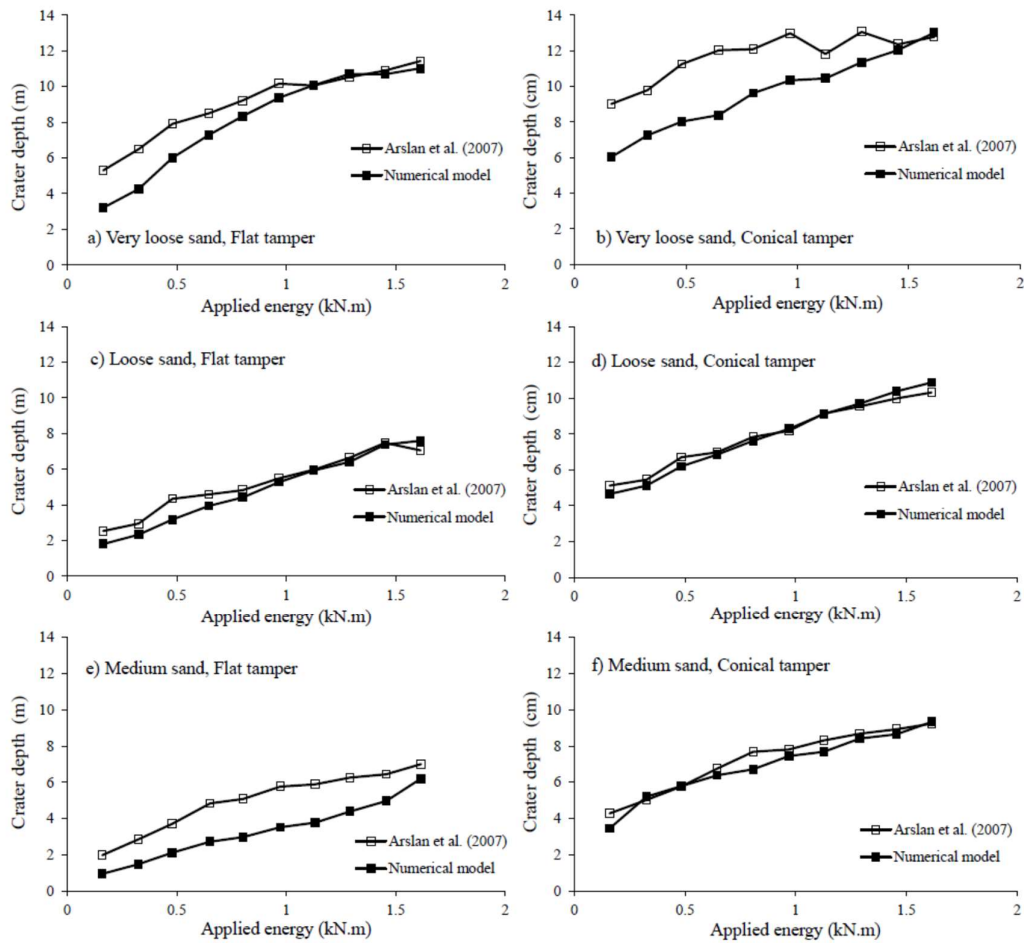 14
12
10
8
6
4
2
0
Crater depth (m)
Arslan et al. (2007)
Numerical model
a) Very loose sand, Flat tamper
0 0.5 1 1.5 2
Applied energy (kN.m)
14
12
10
8
6
4
2
0
Crater depth (cm)
Arslan et al. (2007)
Numerical model
b) Very loose sand, Conical tamper
0 0.5 1 1.5 2
Applied energy (kN.m)
14
12
10
8
6
4
2
0
Crater depth (m)
c) Loose sand, Flat tamper
Arslan et al. (2007)
Numerical model
0 0.5 1 1.5 2
Applied energy (kN.m)
14
12
10
8
6
4
2
0
Crater depth (cm)
d) Loose sand, Conical tamper
Arslan et al. (2007)
Numerical model
0 0.5 1 1.5 2
Applied energy (kN.m)
14
12
10
8
6
4
2
0
Crater depth (m)
e) Medium sand, Flat tamper
Arslan et al. (2007)
Numerical model
0 0.5 1 1.5 2
Applied energy (kN.m)
14
12
10
8
6
4
2
0
Crater depth (cm)
f) Medium sand, Conical tamper
Arslan et al. (2007)
Numerical model
0 0.5 1 1.5 2
Applied energy (kN.m)